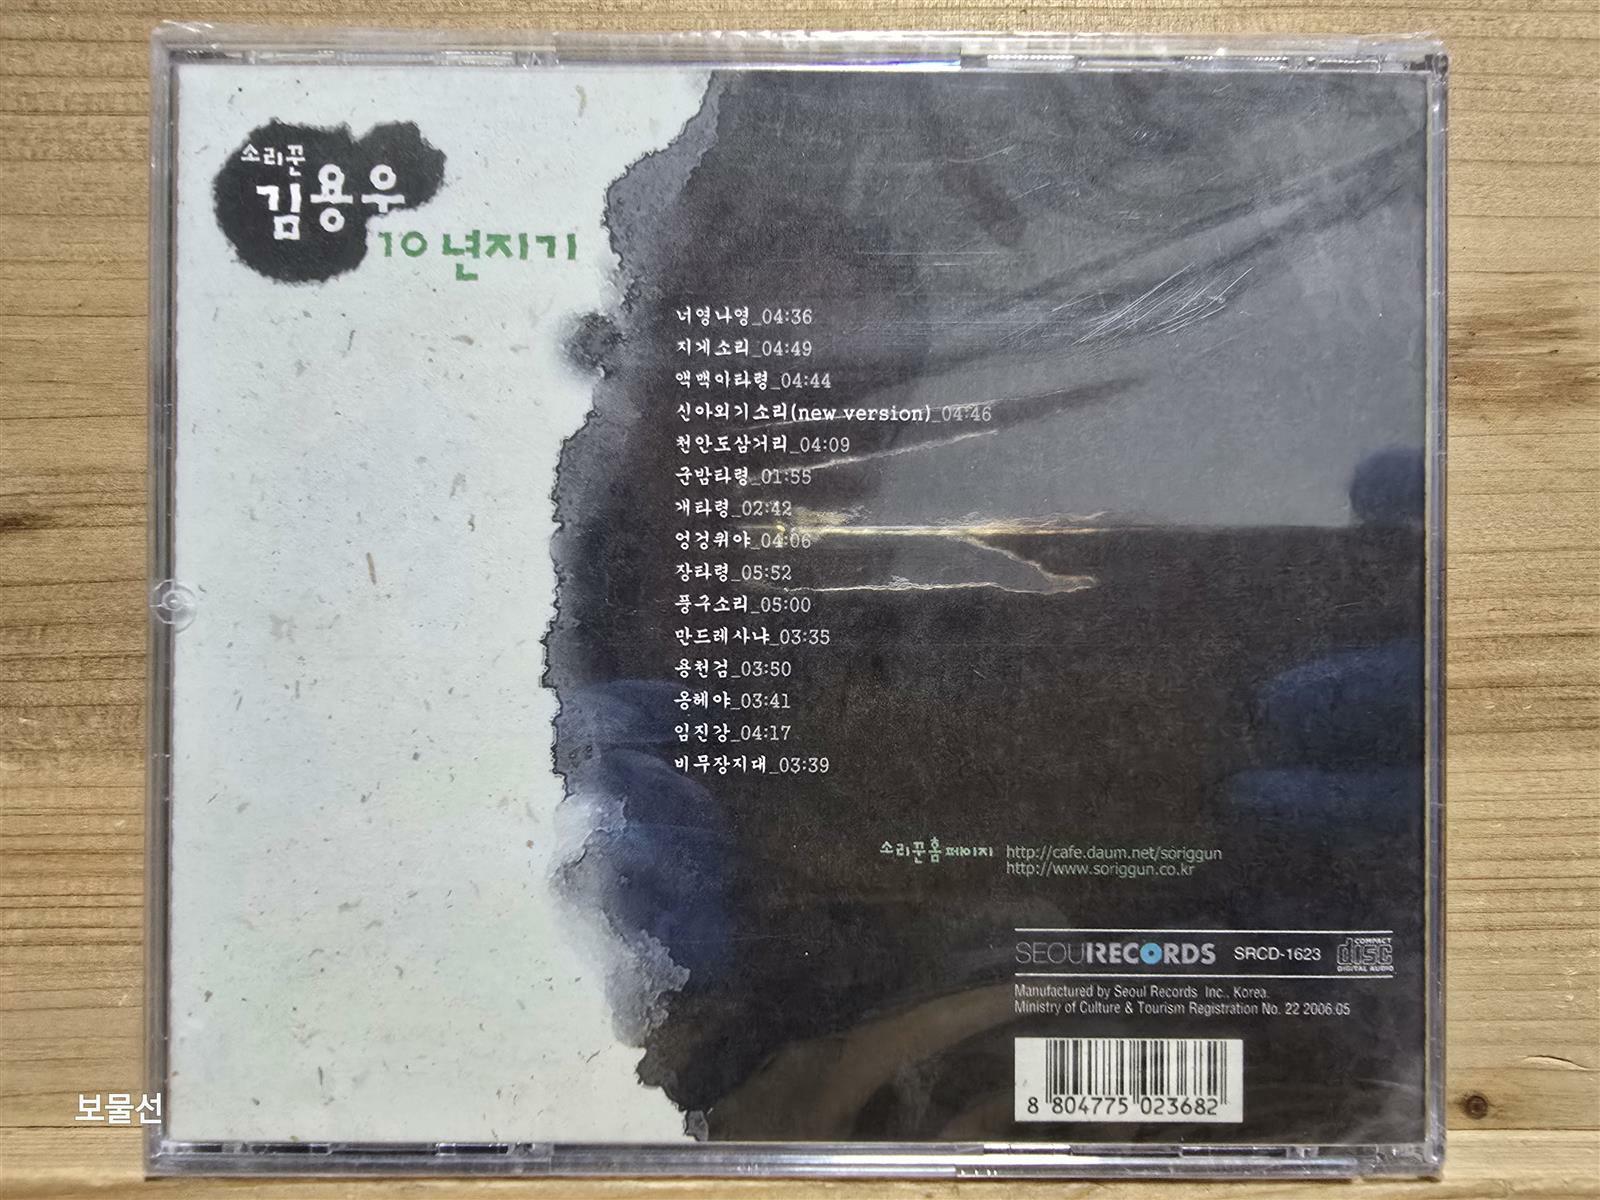 소리꾼
김용우
10년지기
너영나영_04:36
지게소리_04:49
액맥이타령_04:44
신아외기소리(new version)_04:46
천안도삼거리_04:09
군밤타령_01:55
개타령_02:42
엉겅퀴야_04:06
장타령_05:52
풍구소리_05:00
만드레사냐_03:35
용천검_03:50
옹헤야_03:41
임진강_04:17
비무장지대_03:39
소리꾼홈페이지 http://cafe.daum.net/soriggun
http://www.soriggun.co.kr
SEOULRECORDS SRCD-1623 COMPACT disc DIGITAL AUDIO
Manufactured by Seoul Records Inc., Korea.
Ministry of Culture & Tourism Registration No. 22 2006.05
8 804775 023682
보물선